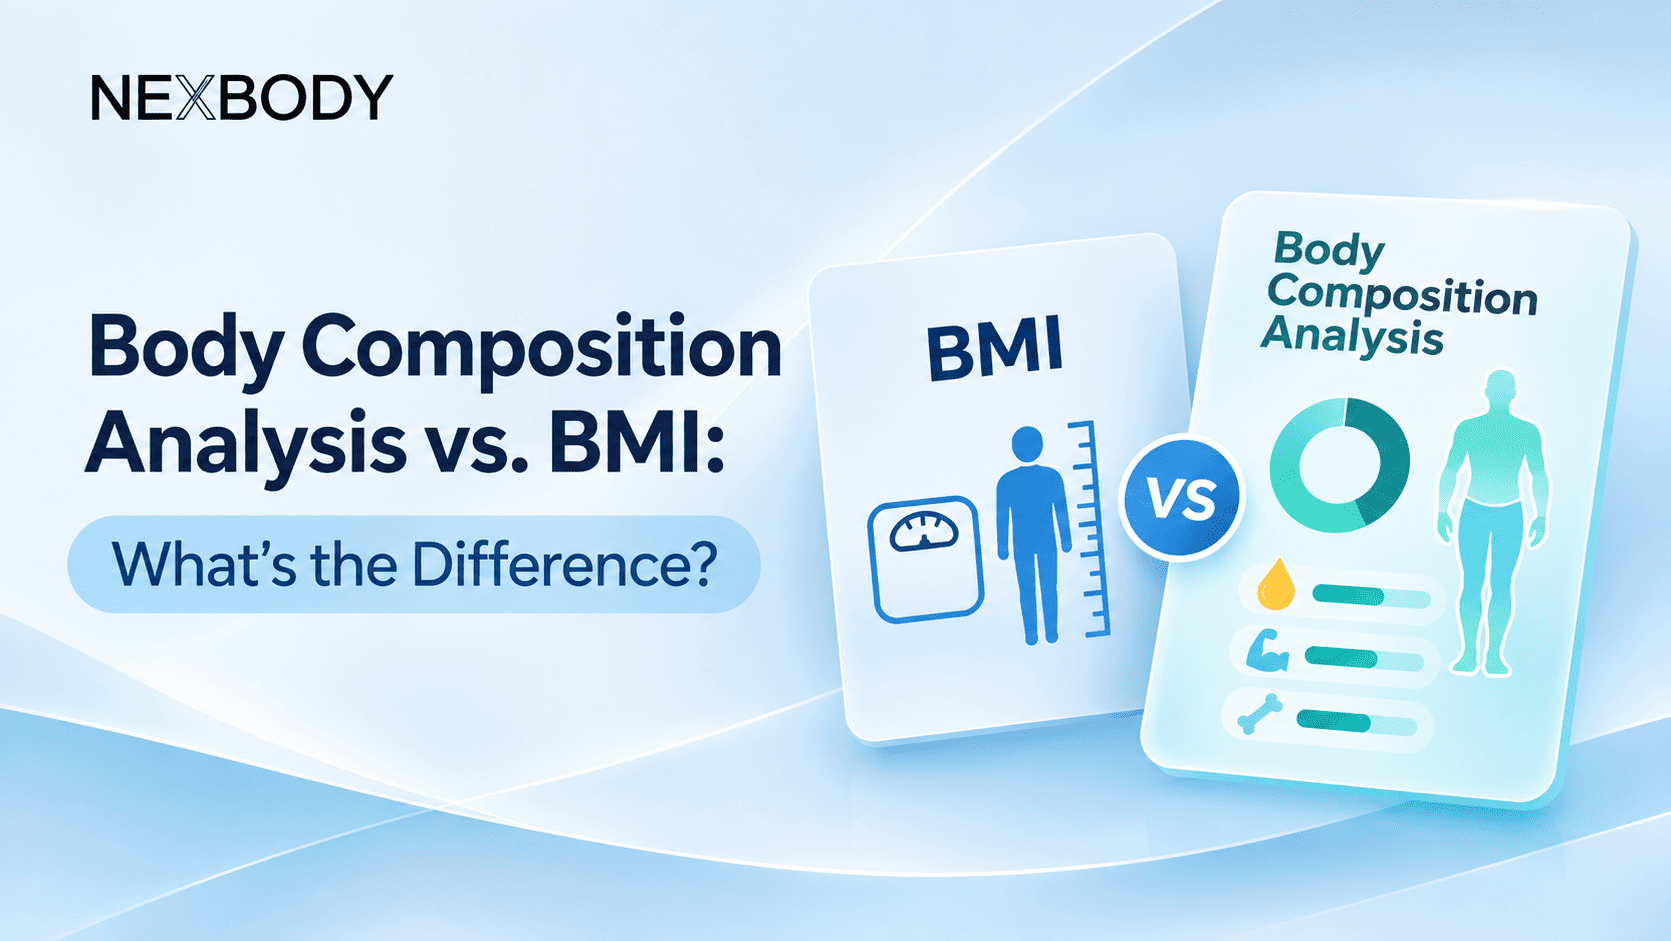 NEXBODY
Body Composition
Analysis vs. BMI:
What's the Difference?
BMI
VS
Body
Composition
Analysis